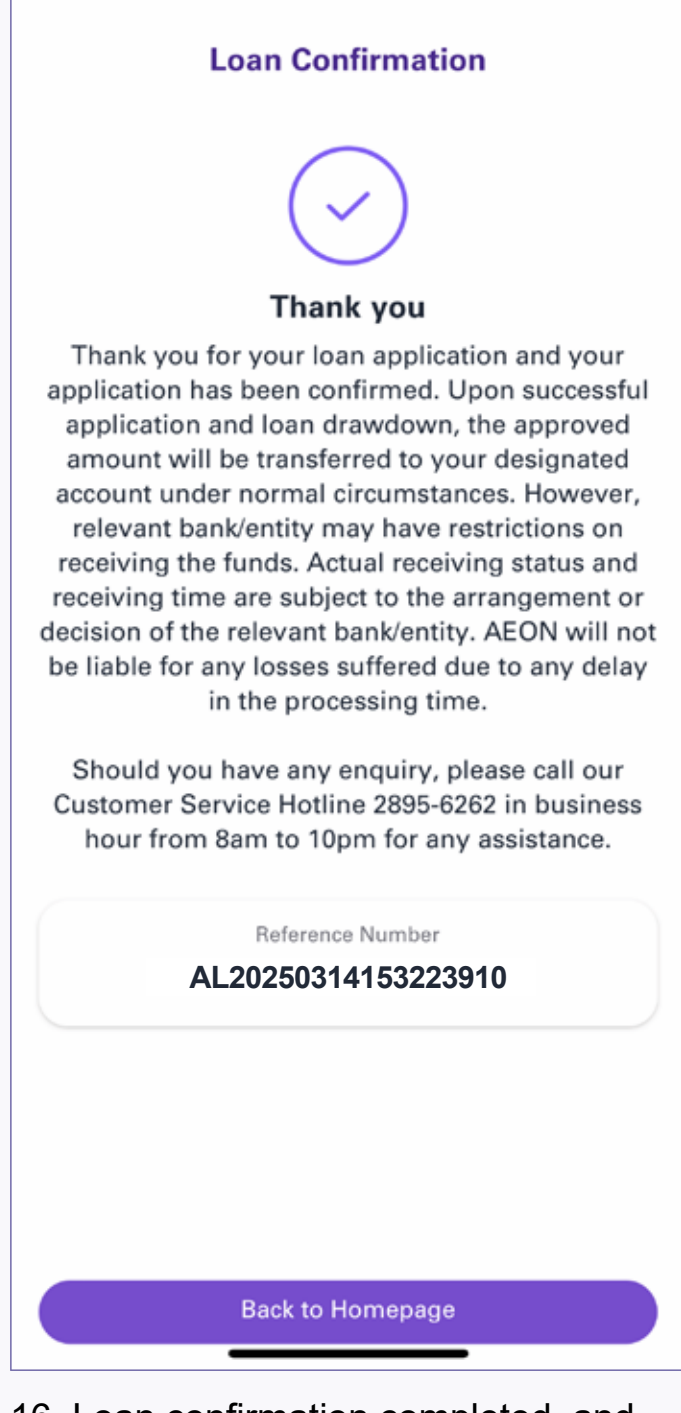 Loan Confirmation
Thank you
Thank you for your loan application and your
application has been confirmed. Upon successful
application and loan drawdown, the approved
amount will be transferred to your designated
account under normal circumstances. However,
relevant bank/entity may have restrictions on
receiving the funds. Actual receiving status and
receiving time are subject to the arrangement or
decision of the relevant bank/entity. AEON will not
be liable for any losses suffered due to any delay
in the processing time.
Should you have any enquiry, please call our
Customer Service Hotline 2895-6262 in business
hour from 8am to 10pm for any assistance.
Reference Number
AL20250314153223910
Back to Homepage
16. Loan confirmation completed, and